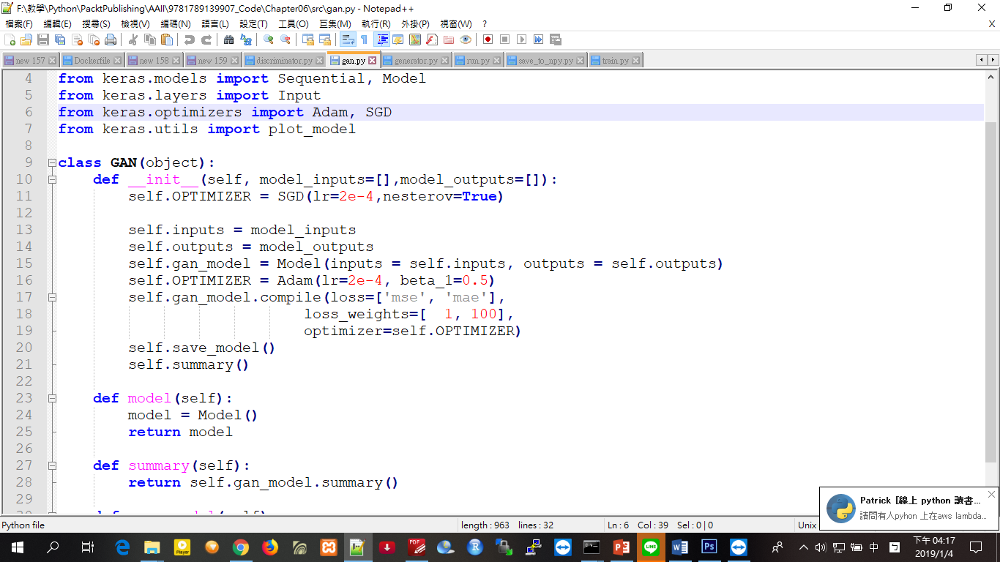 F:\教學\Python\PacktPublishing\AAII\9781789139907_Code\Chapter06\src\gan.py - Notepad++
檔案(F) 編輯(E) 搜尋(S) 檢視(V) 編碼(N) 語言(L) 設定(T) 工具(O) 巨集(M) 執行(R) 外掛(P) 視窗(W) ? X
new 157 Dockerfile new 158 new 159 discriminator.py gan.py generator.py run.py save_to_npy.py train.py
4 from keras.models import Sequential, Model
5 from keras.layers import Input
6 from keras.optimizers import Adam, SGD
7 from keras.utils import plot_model
8
9 class GAN(object):
10 def __init__(self, model_inputs=[],model_outputs=[]):
11 self.OPTIMIZER = SGD(lr=2e-4,nesterov=True)
12
13 self.inputs = model_inputs
14 self.outputs = model_outputs
15 self.gan_model = Model(inputs = self.inputs, outputs = self.outputs)
16 self.OPTIMIZER = Adam(lr=2e-4, beta_1=0.5)
17 self.gan_model.compile(loss=['mse', 'mae'],
18 loss_weights=[  1, 100],
19 optimizer=self.OPTIMIZER)
20 self.save_model()
21 self.summary()
22
23 def model(self):
24 model = Model()
25 return model
26
27 def summary(self):
28 return self.gan_model.summary()
29
Patrick [線上 python 讀書...
請問有人pyhon 上在aws lambda...
Python file length : 963 lines : 32 Ln : 6 Col : 39 Sel : 0 | 0 Unix
Player PDF R LINE W Ps 中
下午 04:17
2019/1/4